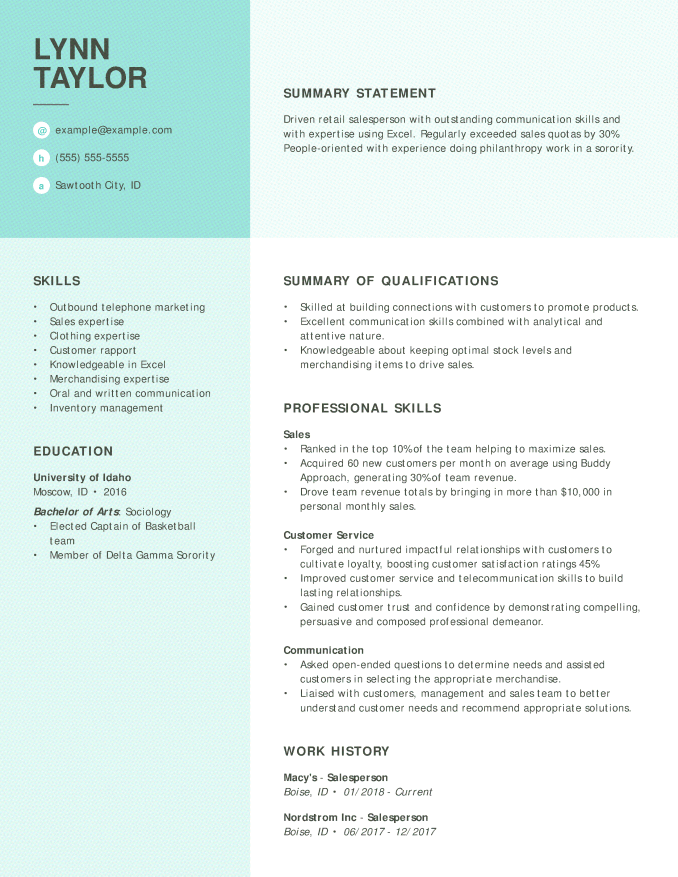 LYNN
TAYLOR
@ example@example.com
h (555) 555-5555
a Sawtooth City, ID
SUMMARY STATEMENT
Driven retail salesperson with outstanding communication skills and
with expertise using Excel. Regularly exceeded sales quotas by 30%
People-oriented with experience doing philanthropy work in a sorority.
SKILLS
• Outbound telephone marketing
• Sales expertise
• Clothing expertise
• Customer rapport
• Knowledgeable in Excel
• Merchandising expertise
• Oral and written communication
• Inventory management
EDUCATION
University of Idaho
Moscow, ID • 2016
Bachelor of Arts: Sociology
• Elected Captain of Basketball
team
• Member of Delta Gamma Sorority
SUMMARY OF QUALIFICATIONS
• Skilled at building connections with customers to promote products.
• Excellent communication skills combined with analytical and
attentive nature.
• Knowledgeable about keeping optimal stock levels and
merchandising items to drive sales.
PROFESSIONAL SKILLS
Sales
• Ranked in the top 10%of the team helping to maximize sales.
• Acquired 60 new customers per month on average using Buddy
Approach, generating 30%of team revenue.
• Drove team revenue totals by bringing in more than $10,000 in
personal monthly sales.
Customer Service
• Forged and nurtured impactful relationships with customers to
cultivate loyalty, boosting customer satisfaction ratings 45%
• Improved customer service and telecommunication skills to build
lasting relationships.
• Gained customer trust and confidence by demonstrating compelling,
persuasive and composed professional demeanor.
Communication
• Asked open-ended questions to determine needs and assisted
customers in selecting the appropriate merchandise.
• Liaised with customers, management and sales team to better
understand customer needs and recommend appropriate solutions.
WORK HISTORY
Macy's - Salesperson
Boise, ID • 01/2018 - Current
Nordstrom Inc - Salesperson
Boise, ID • 06/2017 - 12/2017